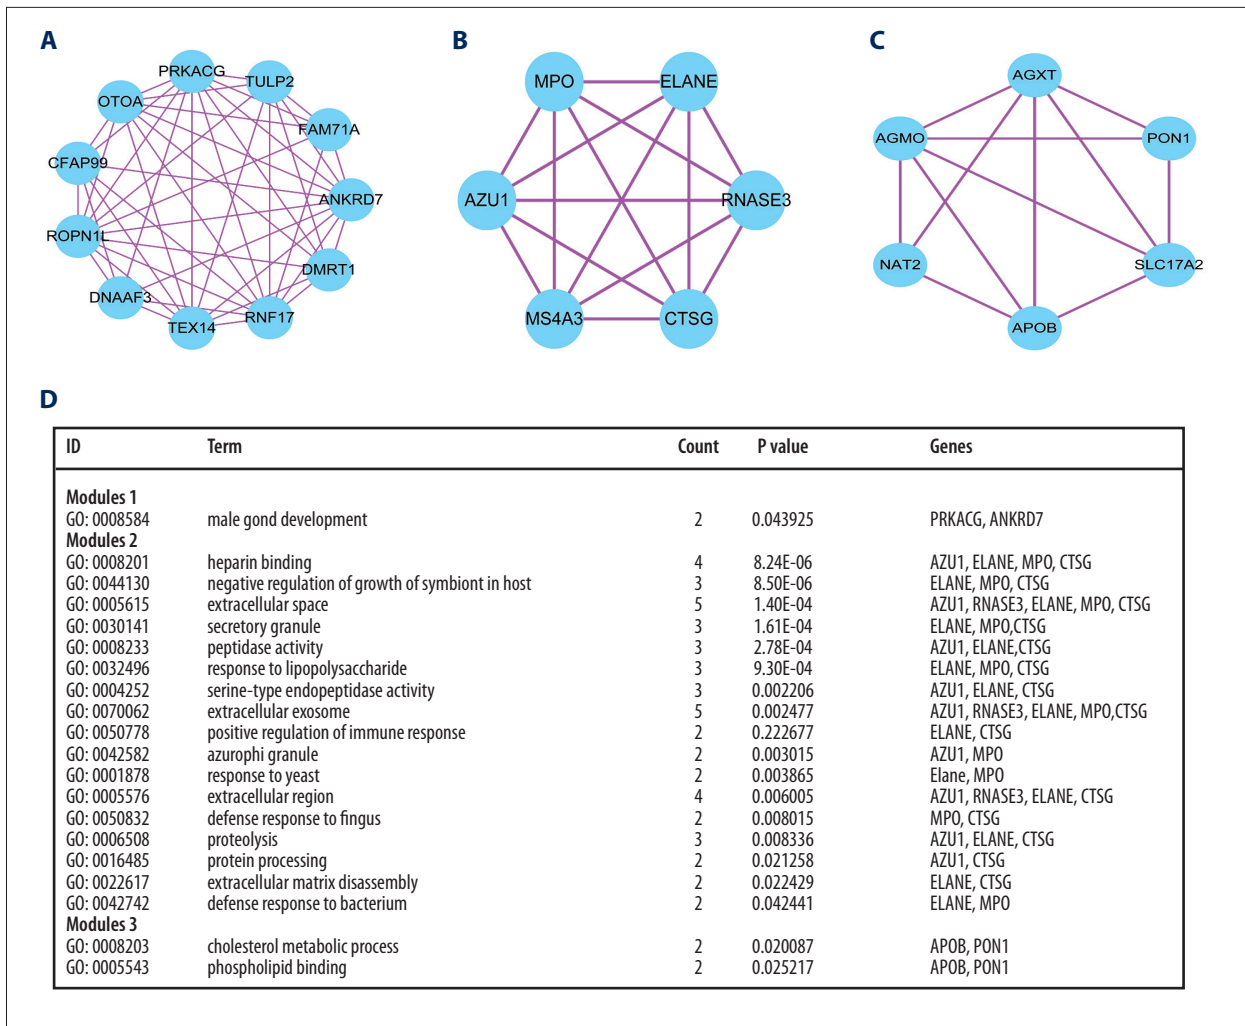 A
B
C
PRKACG
TULP2
OTOA
FAM71A
CFAP99
ANKRD7
ROPN1L
DMRT1
DNAAF3
RNF17
TEX14
MPO
ELANE
AZU1
RNASE3
MS4A3
CTSG
AGXT
AGMO
PON1
NAT2
SLC17A2
APOB
D
ID Term Count P value Genes
Modules 1
GO: 0008584 male gond development 2 0.043925 PRKACG, ANKRD7
Modules 2
GO: 0008201 heparin binding 4 8.24E-06 AZU1, ELANE, MPO, CTSG
GO: 0044130 negative regulation of growth of symbiont in host 3 8.50E-06 ELANE, MPO, CTSG
GO: 0005615 extracellular space 5 1.40E-04 AZU1, RNASE3, ELANE, MPO, CTSG
GO: 0030141 secretory granule 3 1.61E-04 ELANE, MPO,CTSG
GO: 0008233 peptidase activity 3 2.78E-04 AZU1, ELANE,CTSG
GO: 0032496 response to lipopolysaccharide 3 9.30E-04 ELANE, MPO, CTSG
GO: 0004252 serine-type endopeptidase activity 3 0.002206 AZU1, ELANE, CTSG
GO: 0070062 extracellular exosome 5 0.002477 AZU1, RNASE3, ELANE, MPO,CTSG
GO: 0050778 positive regulation of immune response 2 0.222677 ELANE, CTSG
GO: 0042582 azurophi granule 2 0.003015 AZU1, MPO
GO: 0001878 response to yeast 2 0.003865 Elane, MPO
GO: 0005576 extracellular region 4 0.006005 AZU1, RNASE3, ELANE, CTSG
GO: 0050832 defense response to fingus 2 0.008015 MPO, CTSG
GO: 0006508 proteolysis 3 0.008336 AZU1, ELANE, CTSG
GO: 0016485 protein processing 2 0.021258 AZU1, CTSG
GO: 0022617 extracellular matrix disassembly 2 0.022429 ELANE, CTSG
GO: 0042742 defense response to bacterium 2 0.042441 ELANE, MPO
Modules 3
GO: 0008203 cholesterol metabolic process 2 0.020087 APOB, PON1
GO: 0005543 phospholipid binding 2 0.025217 APOB, PON1